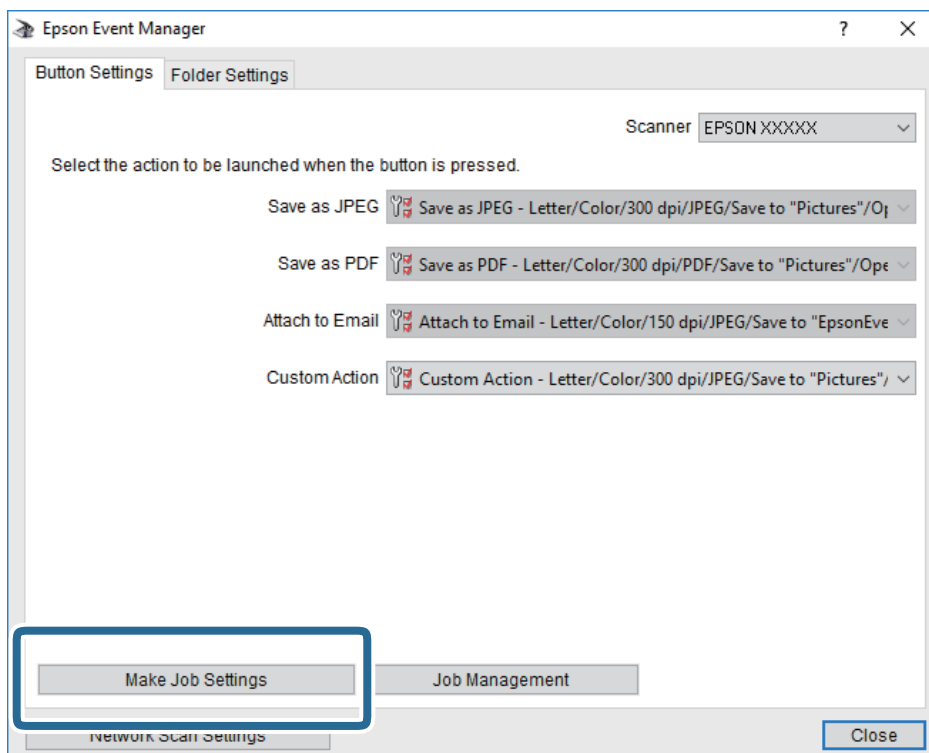 Epson Event Manager
?
Button Settings
Folder Settings
Scanner EPSON XXXXX
Select the action to be launched when the button is pressed.
Save as JPEG Save as JPEG - Letter/Color/300 dpi/JPEG/Save to "Pictures"/Op
Save as PDF Save as PDF - Letter/Color/300 dpi/PDF/Save to "Pictures"/Ope
Attach to Email Attach to Email - Letter/Color/150 dpi/JPEG/Save to "EpsonEve
Custom Action Custom Action - Letter/Color/300 dpi/JPEG/Save to "Pictures"/
Make Job Settings
Job Management
Network Scan Settings
Close